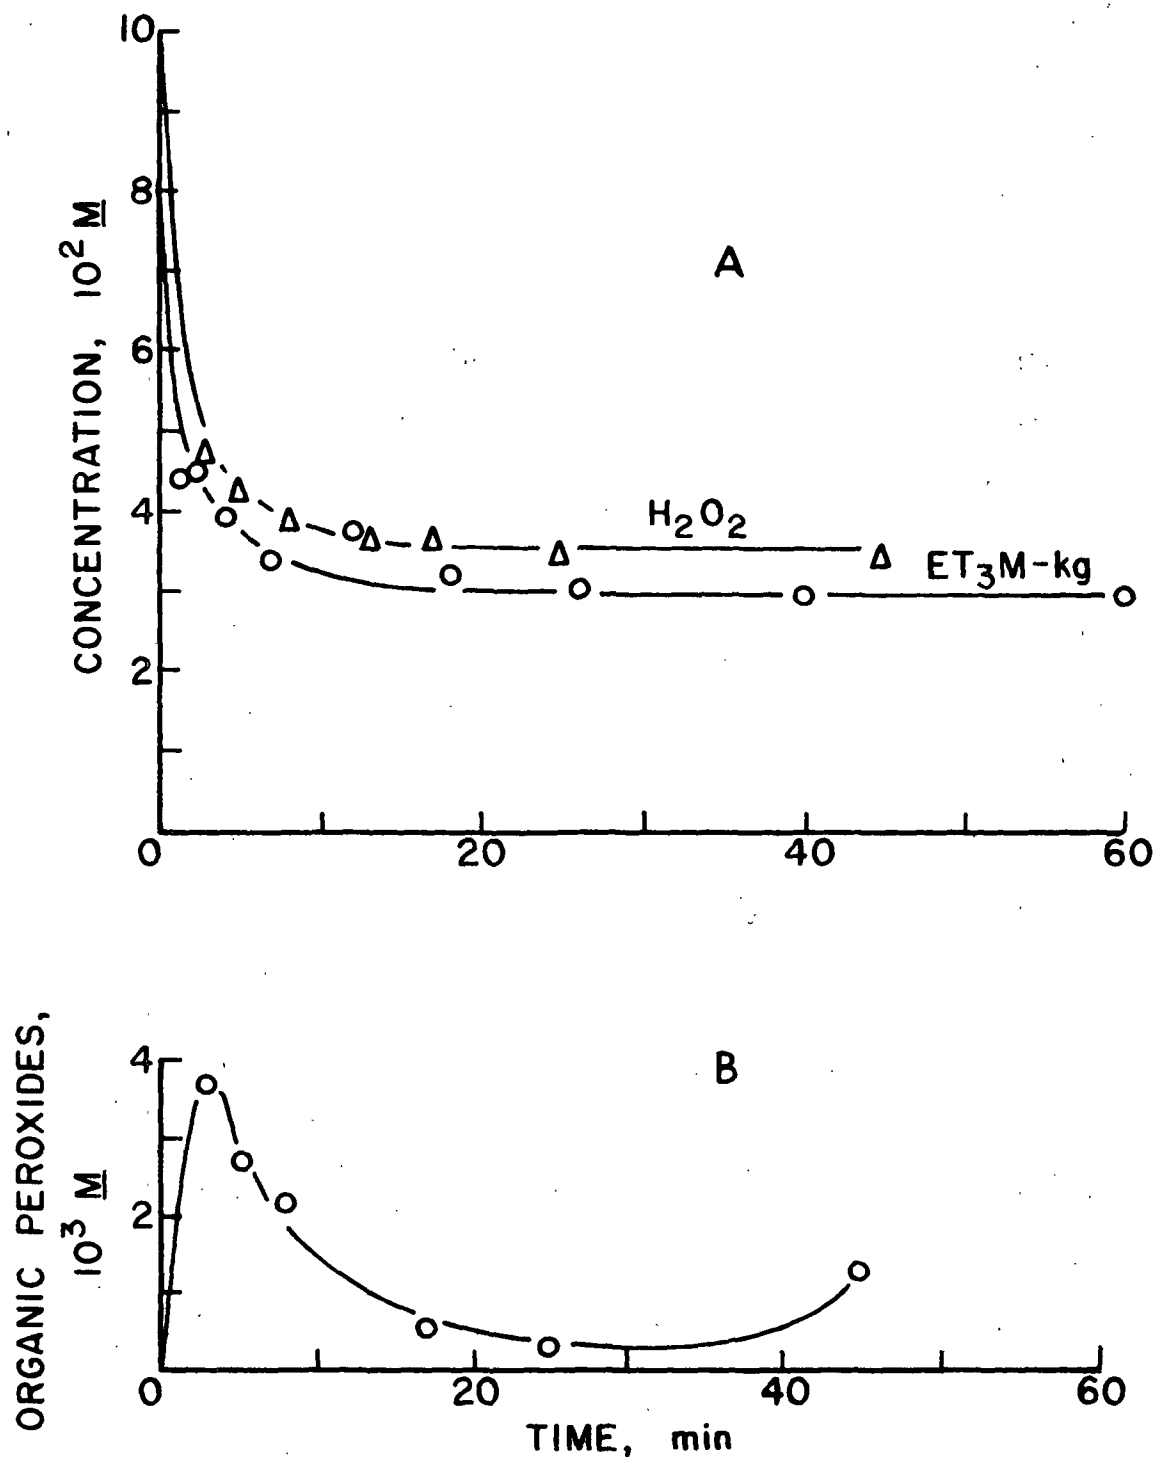 10
8
6
4
2
CONCENTRATION, 10² M
A
H₂O₂
ET₃M-kg
0 20 40 60
ORGANIC PEROXIDES,
10³ M
4
2
B
0 20 40 60
TIME, min